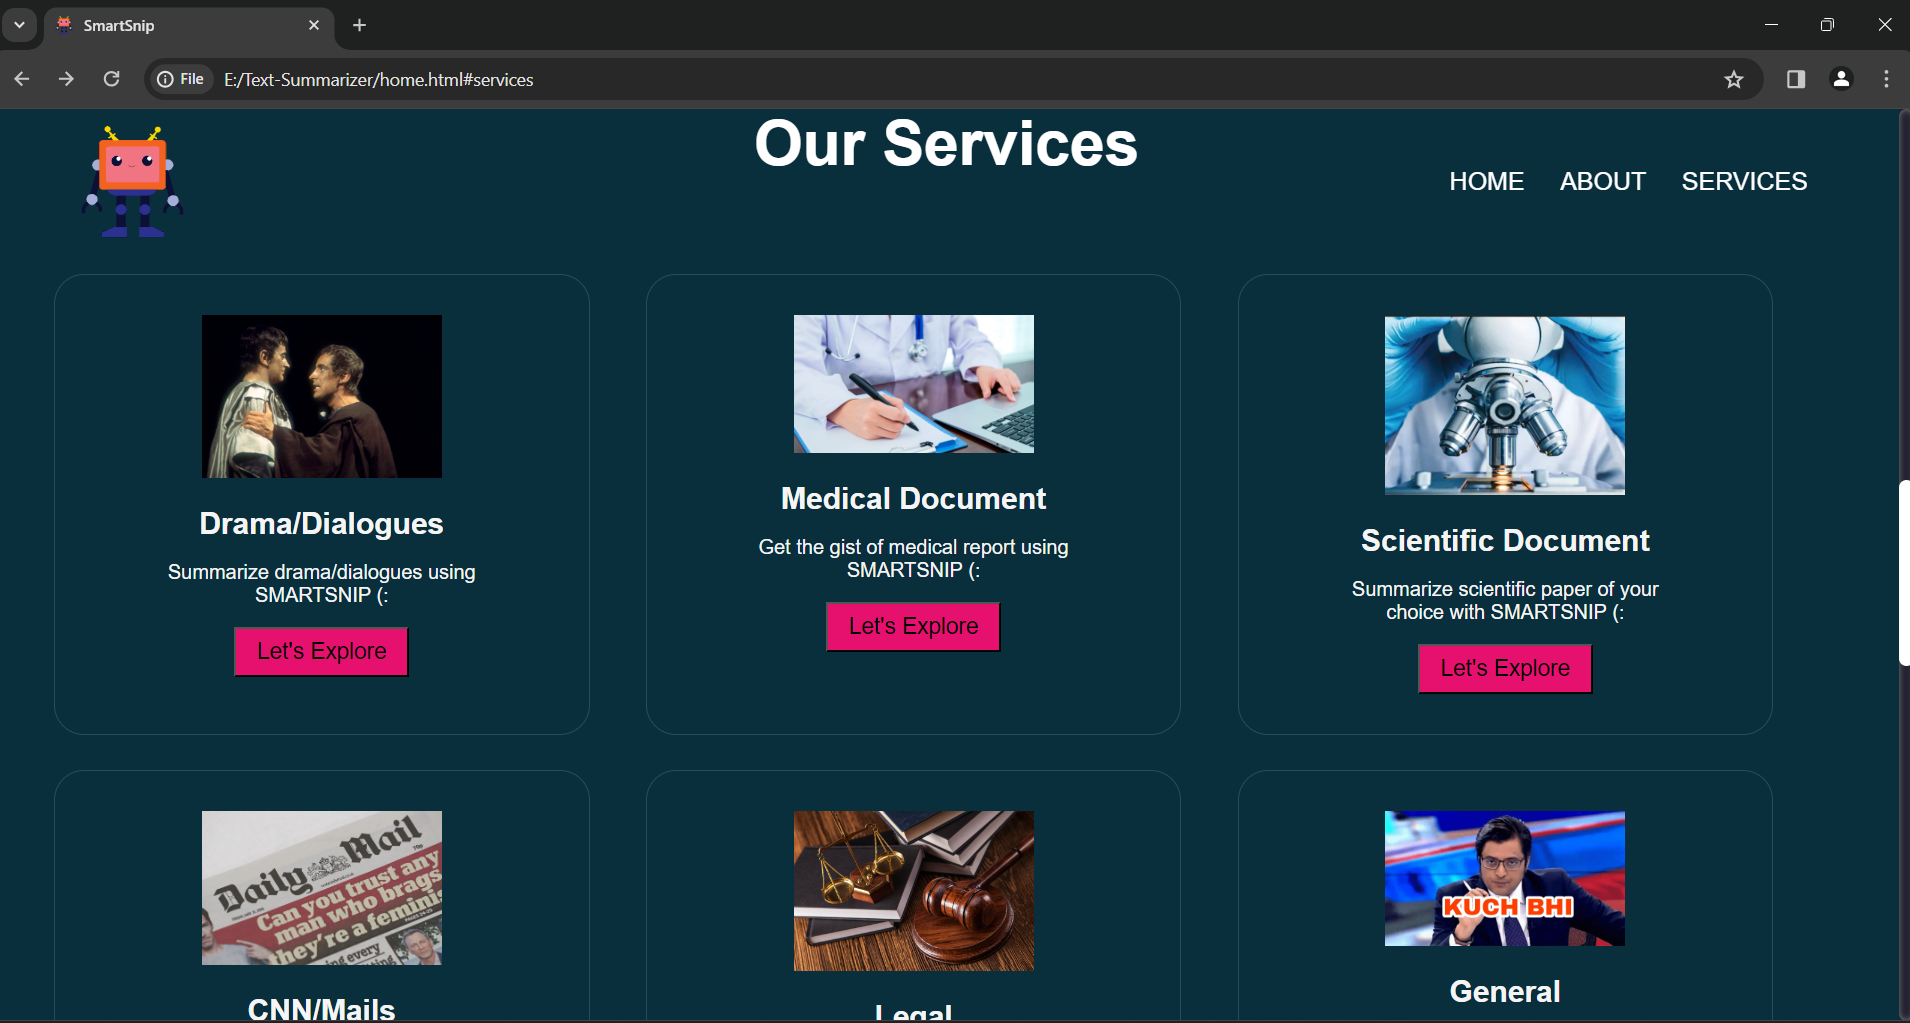 SmartSnip
File
E:/Text-Summarizer/home.html#services
Our Services
HOME ABOUT SERVICES
Drama/Dialogues
Summarize drama/dialogues using
SMARTSNIP (:
Let's Explore
Medical Document
Get the gist of medical report using
SMARTSNIP (:
Let's Explore
Scientific Document
Summarize scientific paper of your
choice with SMARTSNIP (:
Let's Explore
Daily Mail
Can you trust any
man who brags
they're a feminis
CNN/Mails
Legal
KUCH BHI
General